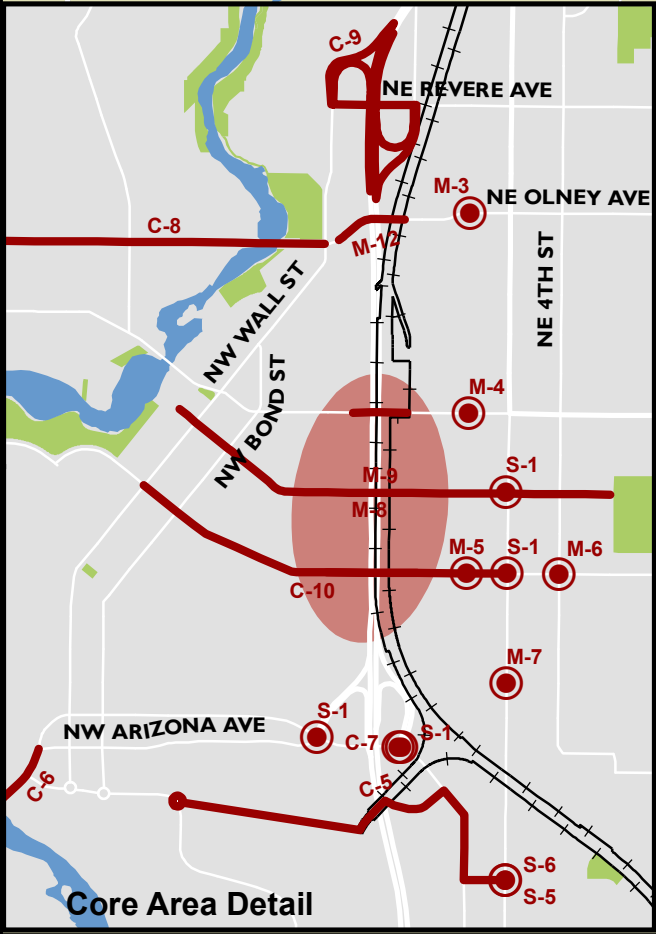 C-9
NE REVERE AVE
M-3
NE OLNEY AVE
C-8
M-12
NE 4TH ST
NW WALL ST
NW BOND ST
M-4
S-1
M-9
M-8
M-5
S-1
M-6
C-10
M-7
S-1
NW ARIZONA AVE
C-7
S-1
C-6
C-5
S-6
S-5
Core Area Detail